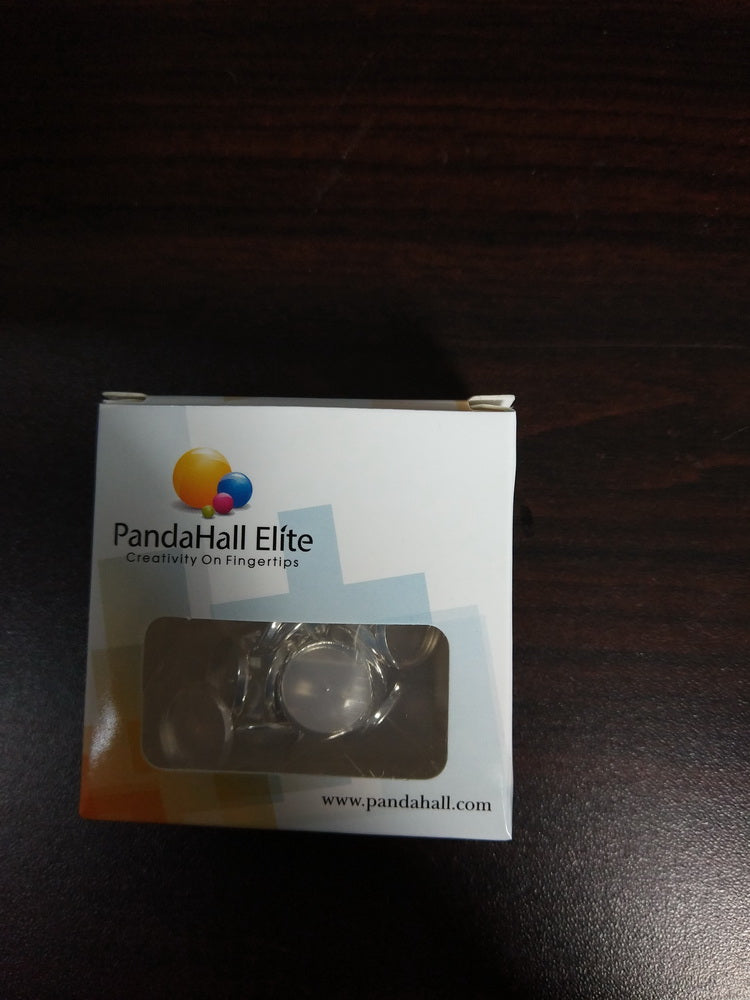 PandaHall Elite
Creativity On Fingertips
www.pandahall.com